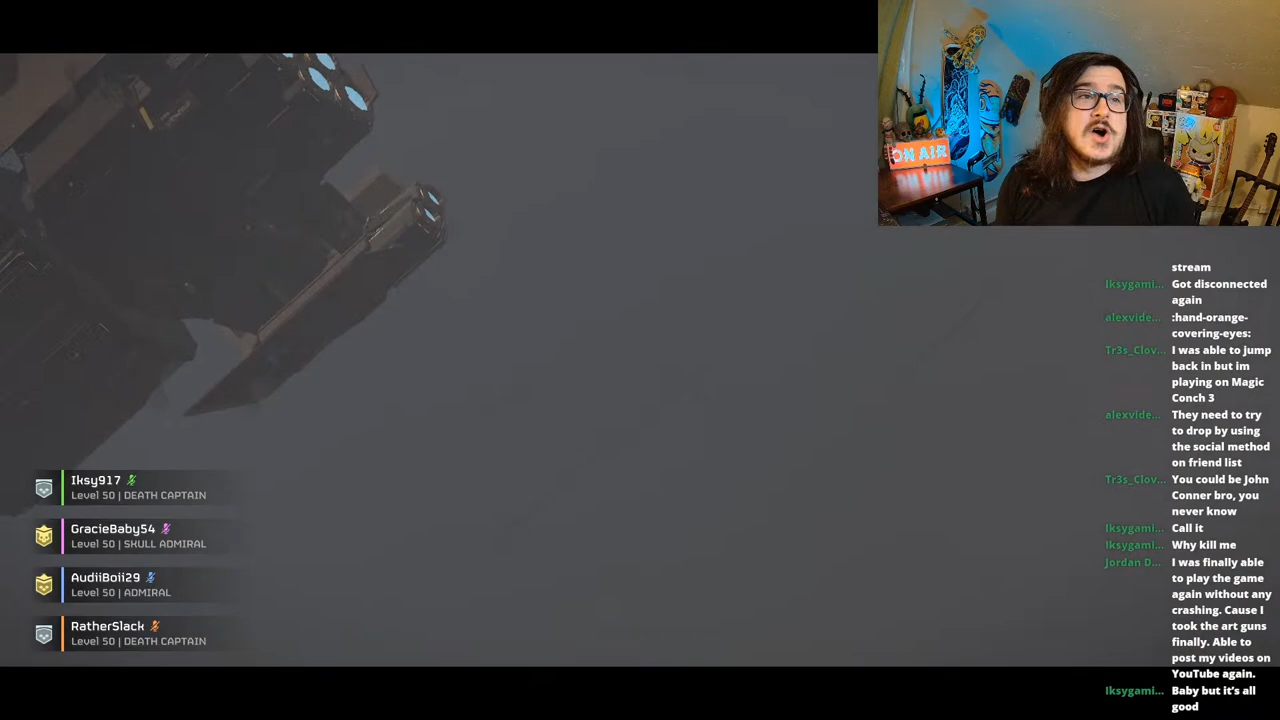 ON AIR
stream
Iksygami... Got disconnected
again
alexvide... :hand-orange-
covering-eyes:
Tr3s_Clov... I was able to jump
back in but im
playing on Magic
Conch 3
alexvide... They need to try
to drop by using
the social method
on friend list
Tr3s_Clov... You could be John
Conner bro, you
never know
Iksygami... Call it
Iksygami... Why kill me
Jordan D... I was finally able
to play the game
again without any
crashing. Cause I
took the art guns
finally. Able to
post my videos on
YouTube again.
Iksygami... Baby but it's all
good
Iksy917
Level 50 | DEATH CAPTAIN
GracieBaby54
Level 50 | SKULL ADMIRAL
AudiiBoii29
Level 50 | ADMIRAL
RatherSlack
Level 50 | DEATH CAPTAIN